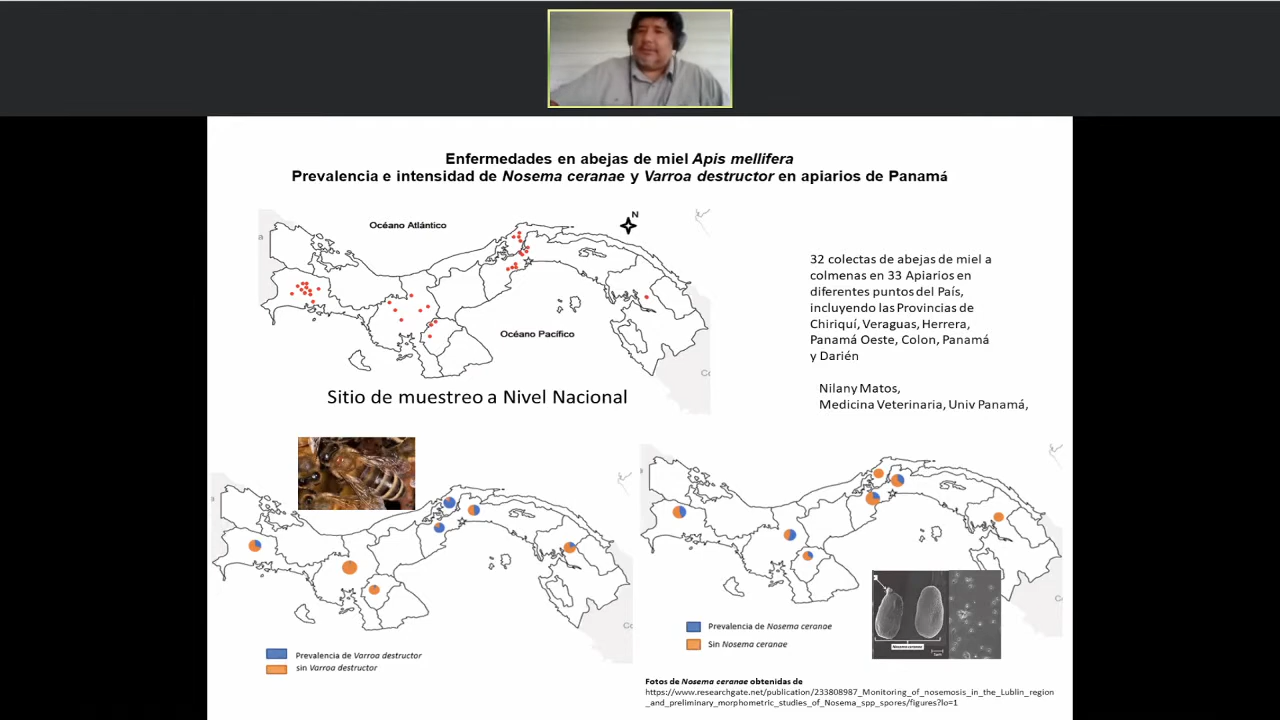 Enfermedades en abejas de miel Apis mellifera
Prevalencia e intensidad de Nosema ceranae y Varroa destructor en apiarios de Panamá
Océano Atlántico
N
Océano Pacífico
Sitio de muestreo a Nivel Nacional
32 colectas de abejas de miel a
colmenas en 33 Apiarios en
diferentes puntos del País,
incluyendo las Provincias de
Chiriquí, Veraguas, Herrera,
Panamá Oeste, Colon, Panamá
y Darién
Nilany Matos,
Medicina Veterinaria, Univ Panamá,
Prevalencia de Varroa destructor
sin Varroa destructor
Prevalencia de Nosema ceranae
Sin Nosema ceranae
Nosema ceranae
Fotos de Nosema ceranae obtenidas de
https://www.researchgate.net/publication/233808987_Monitoring_of_nosemosis_in_the_Lublin_region
_and_preliminary_morphometric_studies_of_Nosema_spp_spores/figures?lo=1